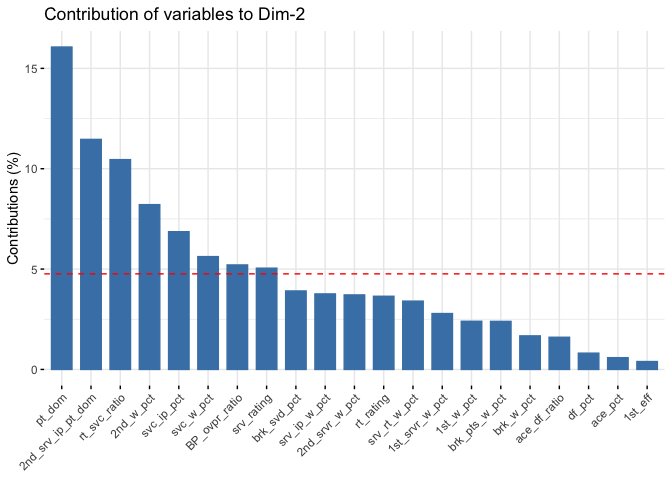 Contribution of variables to Dim-2
Contributions (%)
15
10
5
0
pt_dom
2nd_srv_ip_pt_dom
rt_svc_ratio
2nd_w_pct
svc_ip_pct
svc_w_pct
BP_ovpr_ratio
srv_rating
brk_svd_pct
srv_ip_w_pct
2nd_srvr_w_pct
rt_rating
srv_rt_w_pct
1st_srvr_w_pct
1st_w_pct
brk_pts_w_pct
brk_w_pct
ace_df_ratio
df_pct
ace_pct
1st_eff